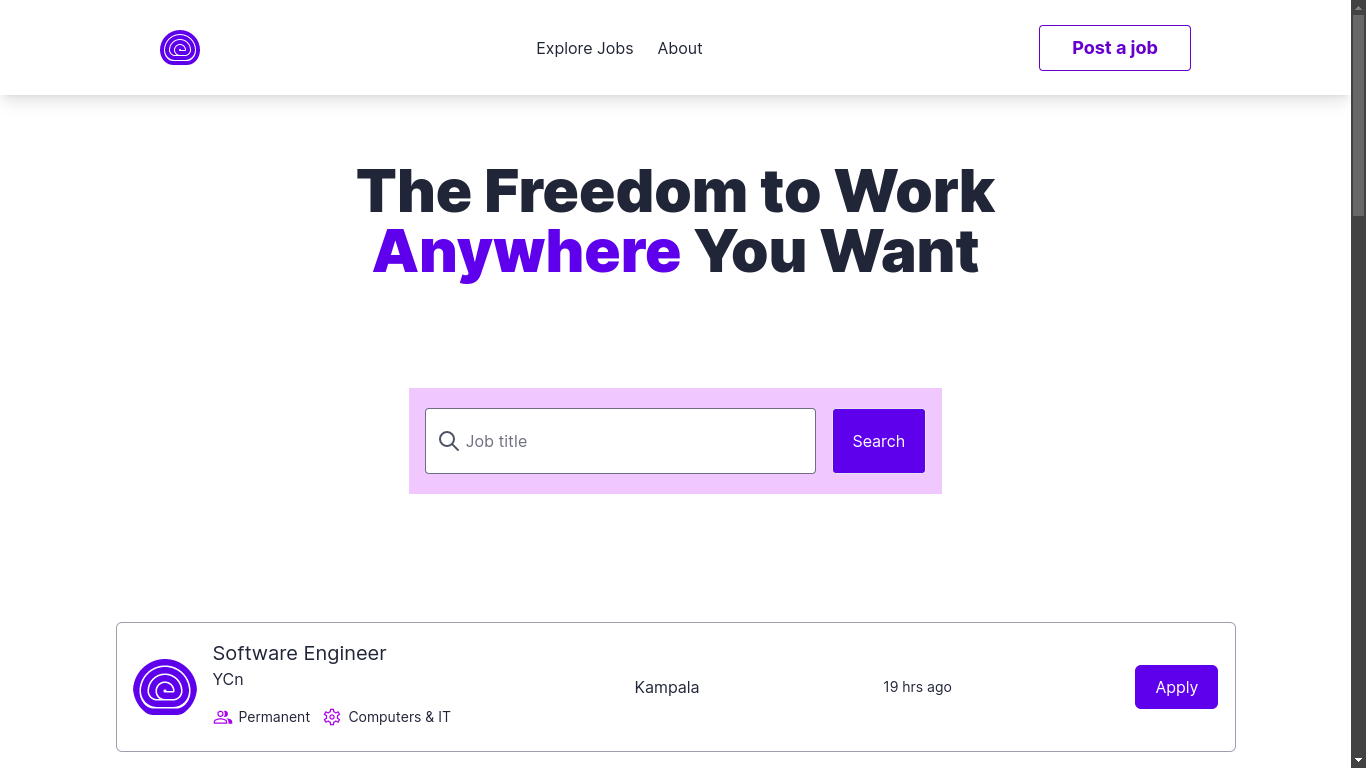 Explore Jobs About Post a job
The Freedom to Work
Anywhere You Want
Job title Search
Software Engineer
YCn
Kampala 19 hrs ago Apply
Permanent Computers & IT